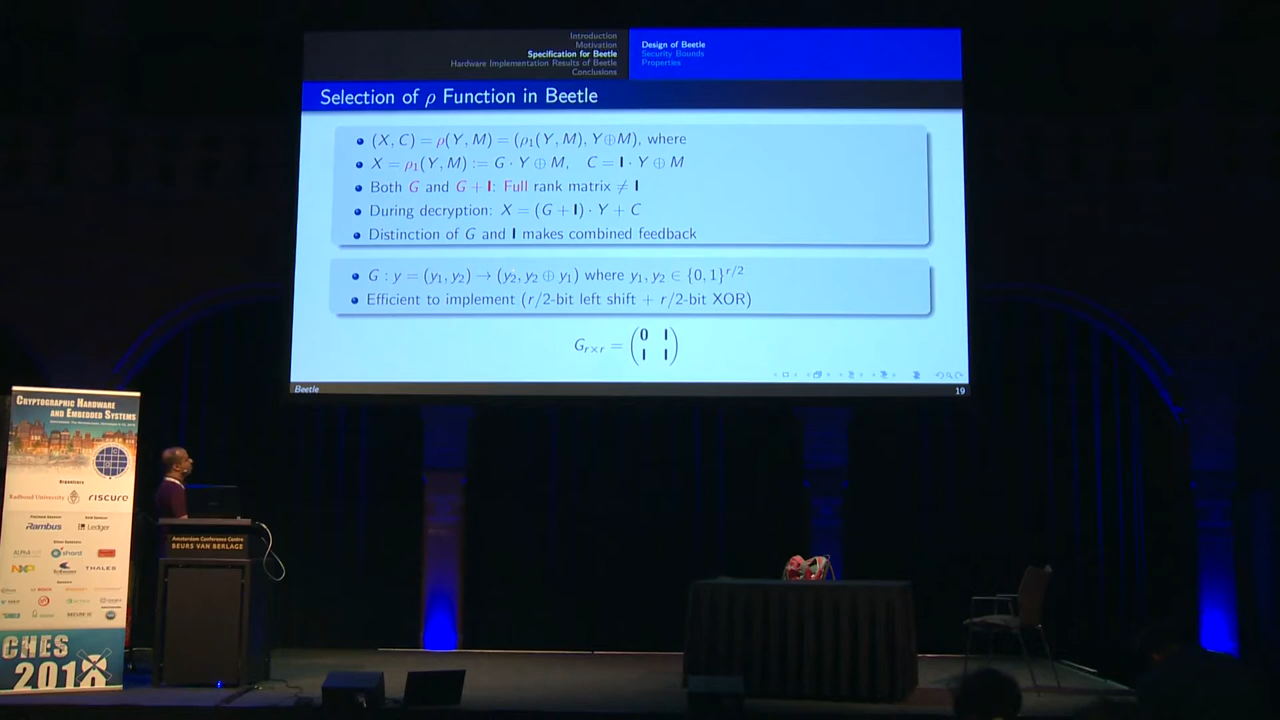 Introduction
Motivation
Specification for Beetle
Hardware Implementation Results of Beetle
Conclusions
Design of Beetle
Security Bounds
Properties
Selection of ρ Function in Beetle
(X, C) = ρ(Y, M) = (ρ₁(Y, M), Y⊕M), where
X = ρ₁(Y, M) := G · Y ⊕ M, C = I · Y ⊕ M
Both G and G + I: Full rank matrix ≠ I
During decryption: X = (G + I) · Y + C
Distinction of G and I makes combined feedback
G : y = (y₁, y₂) → (y₂, y₂ ⊕ y₁) where y₁, y₂ ∈ {0, 1}^{r/2}
Efficient to implement (r/2-bit left shift + r/2-bit XOR)
G_{r×r} = (0 I
I I)
Beetle
19
CRYPTOGRAPHIC HARDWARE
AND EMBEDDED SYSTEMS
Organizers
Radboud University
riscure
Rambus
Ledger
shard
NXP
THALES
Amsterdam Conference Centre
BEURS VAN BERLAGE
CHES
2018